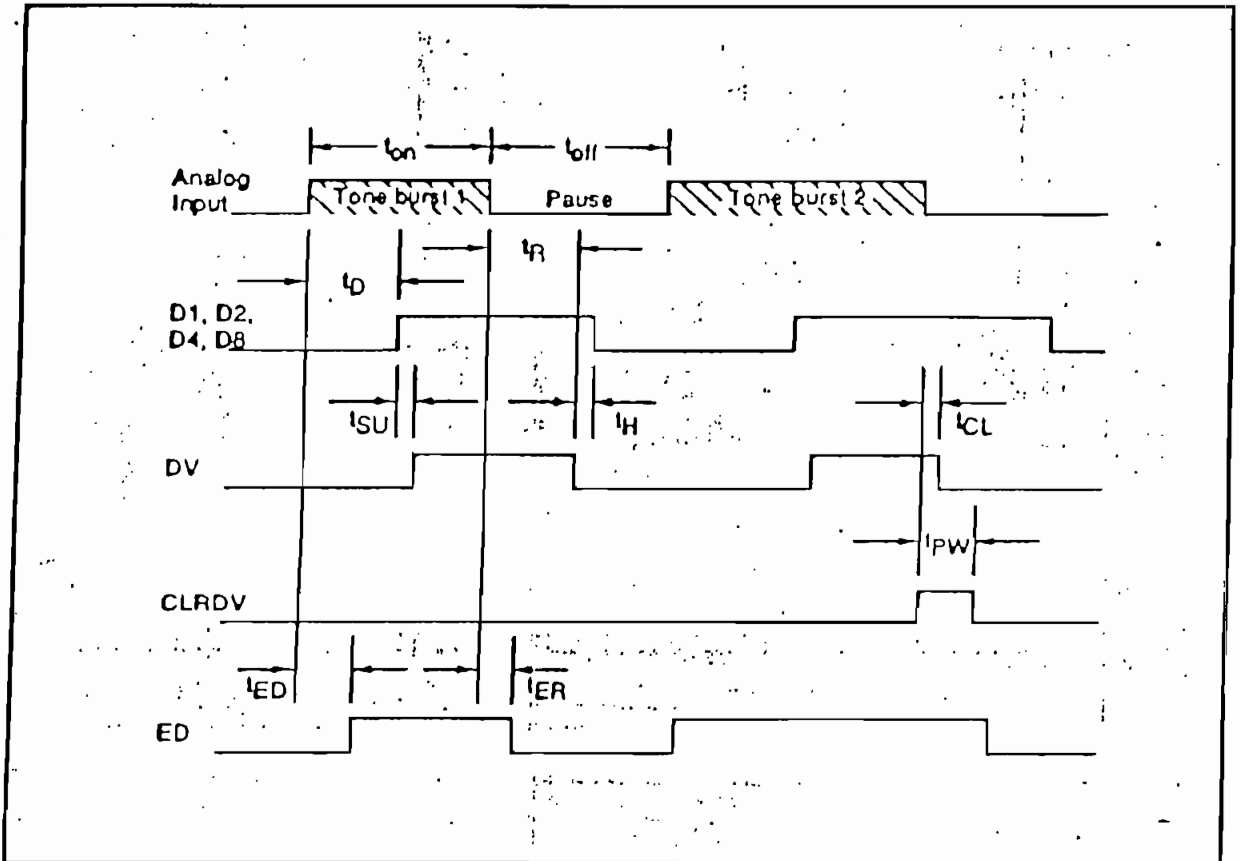 ton toff
Analog
Input
Tone burst 1 Pause Tone burst 2
tR
tD
D1, D2,
D4, D8
tSU tH tCL
DV
tPW
CLRDV
tED tER
ED